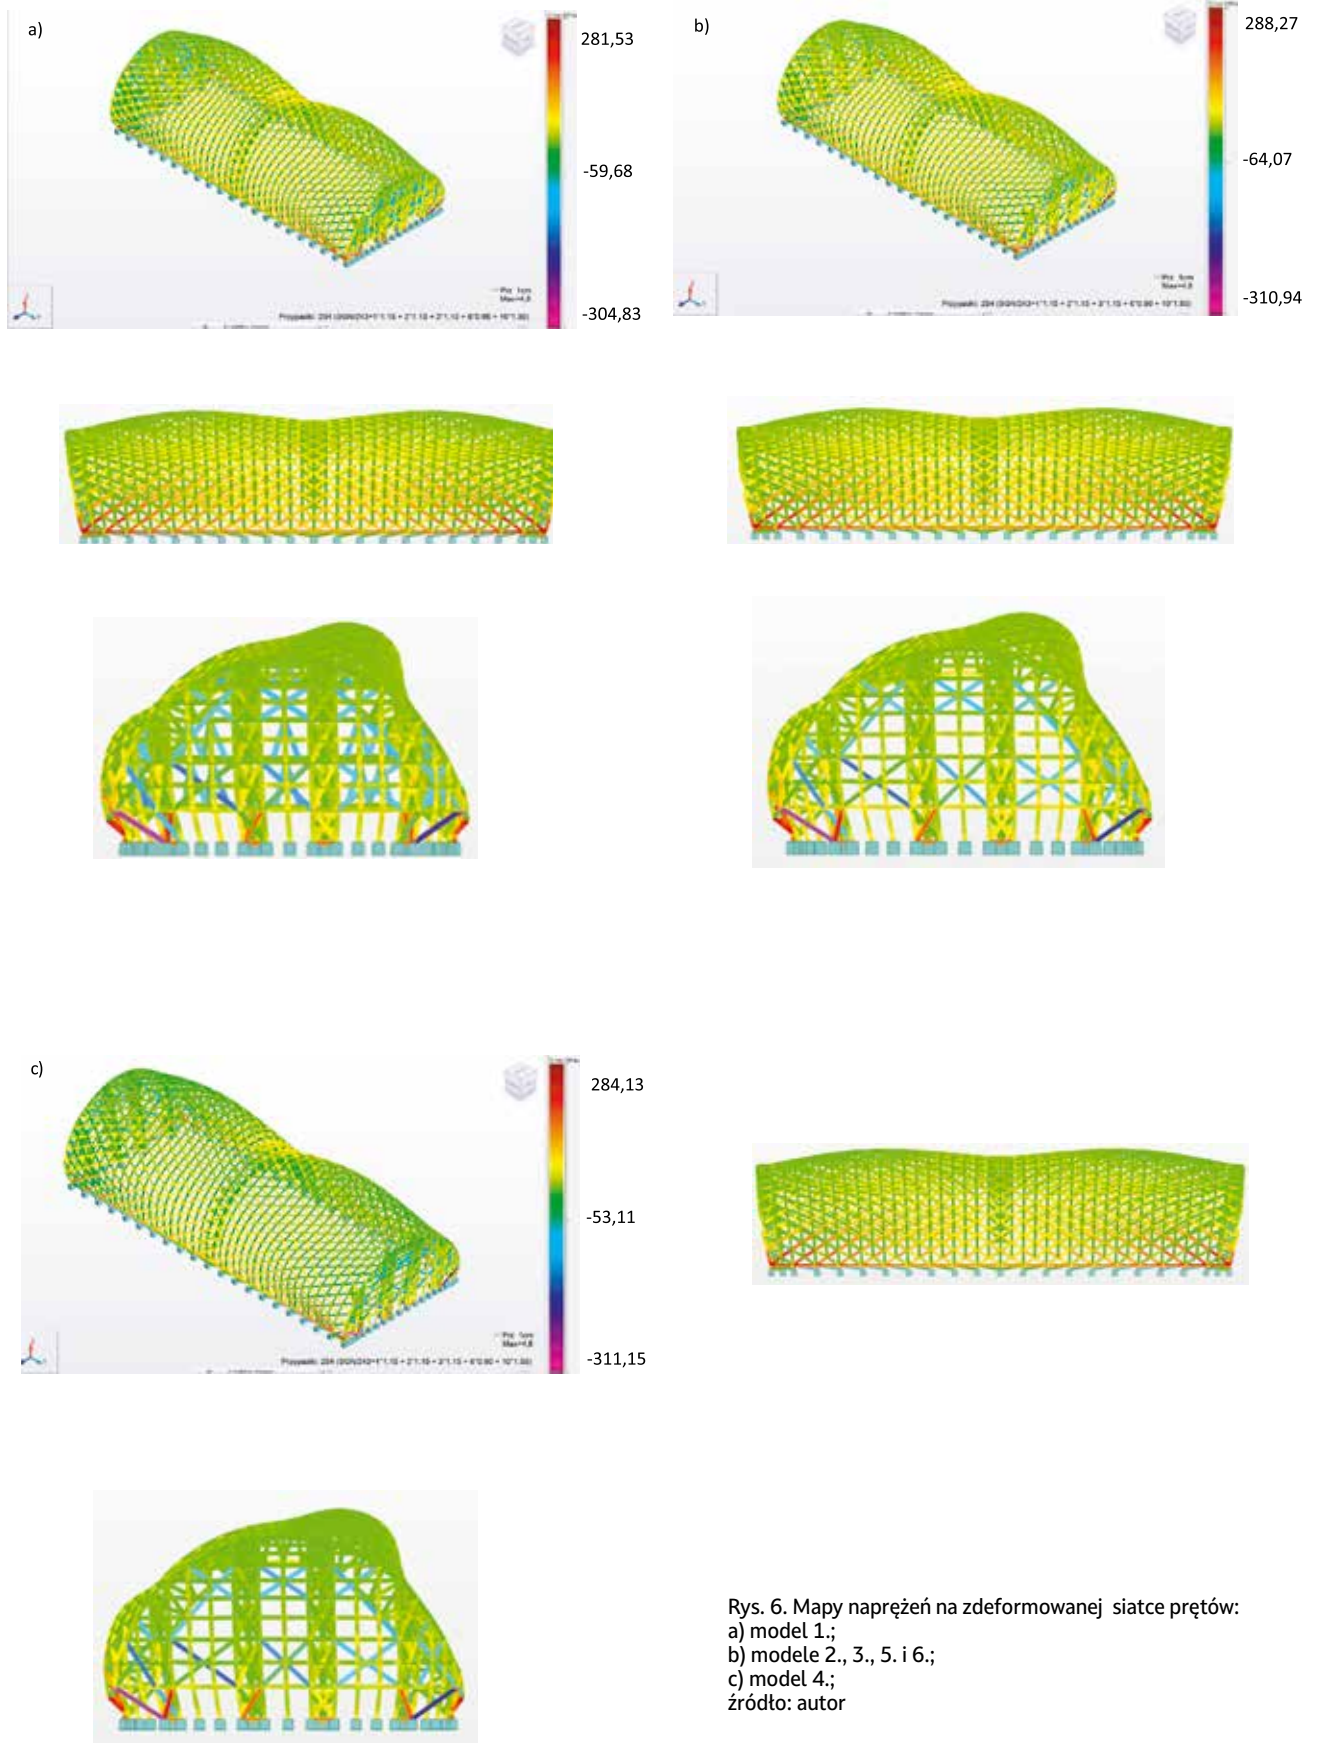 a)
281,53
-59,68
-304,83
b)
288,27
-64,07
-310,94
c)
284,13
-53,11
-311,15
Rys. 6. Mapy naprężeń na zdeformowanej siatce prętów:
a) model 1.;
b) modele 2., 3., 5. i 6.;
c) model 4.;
źródło: autor